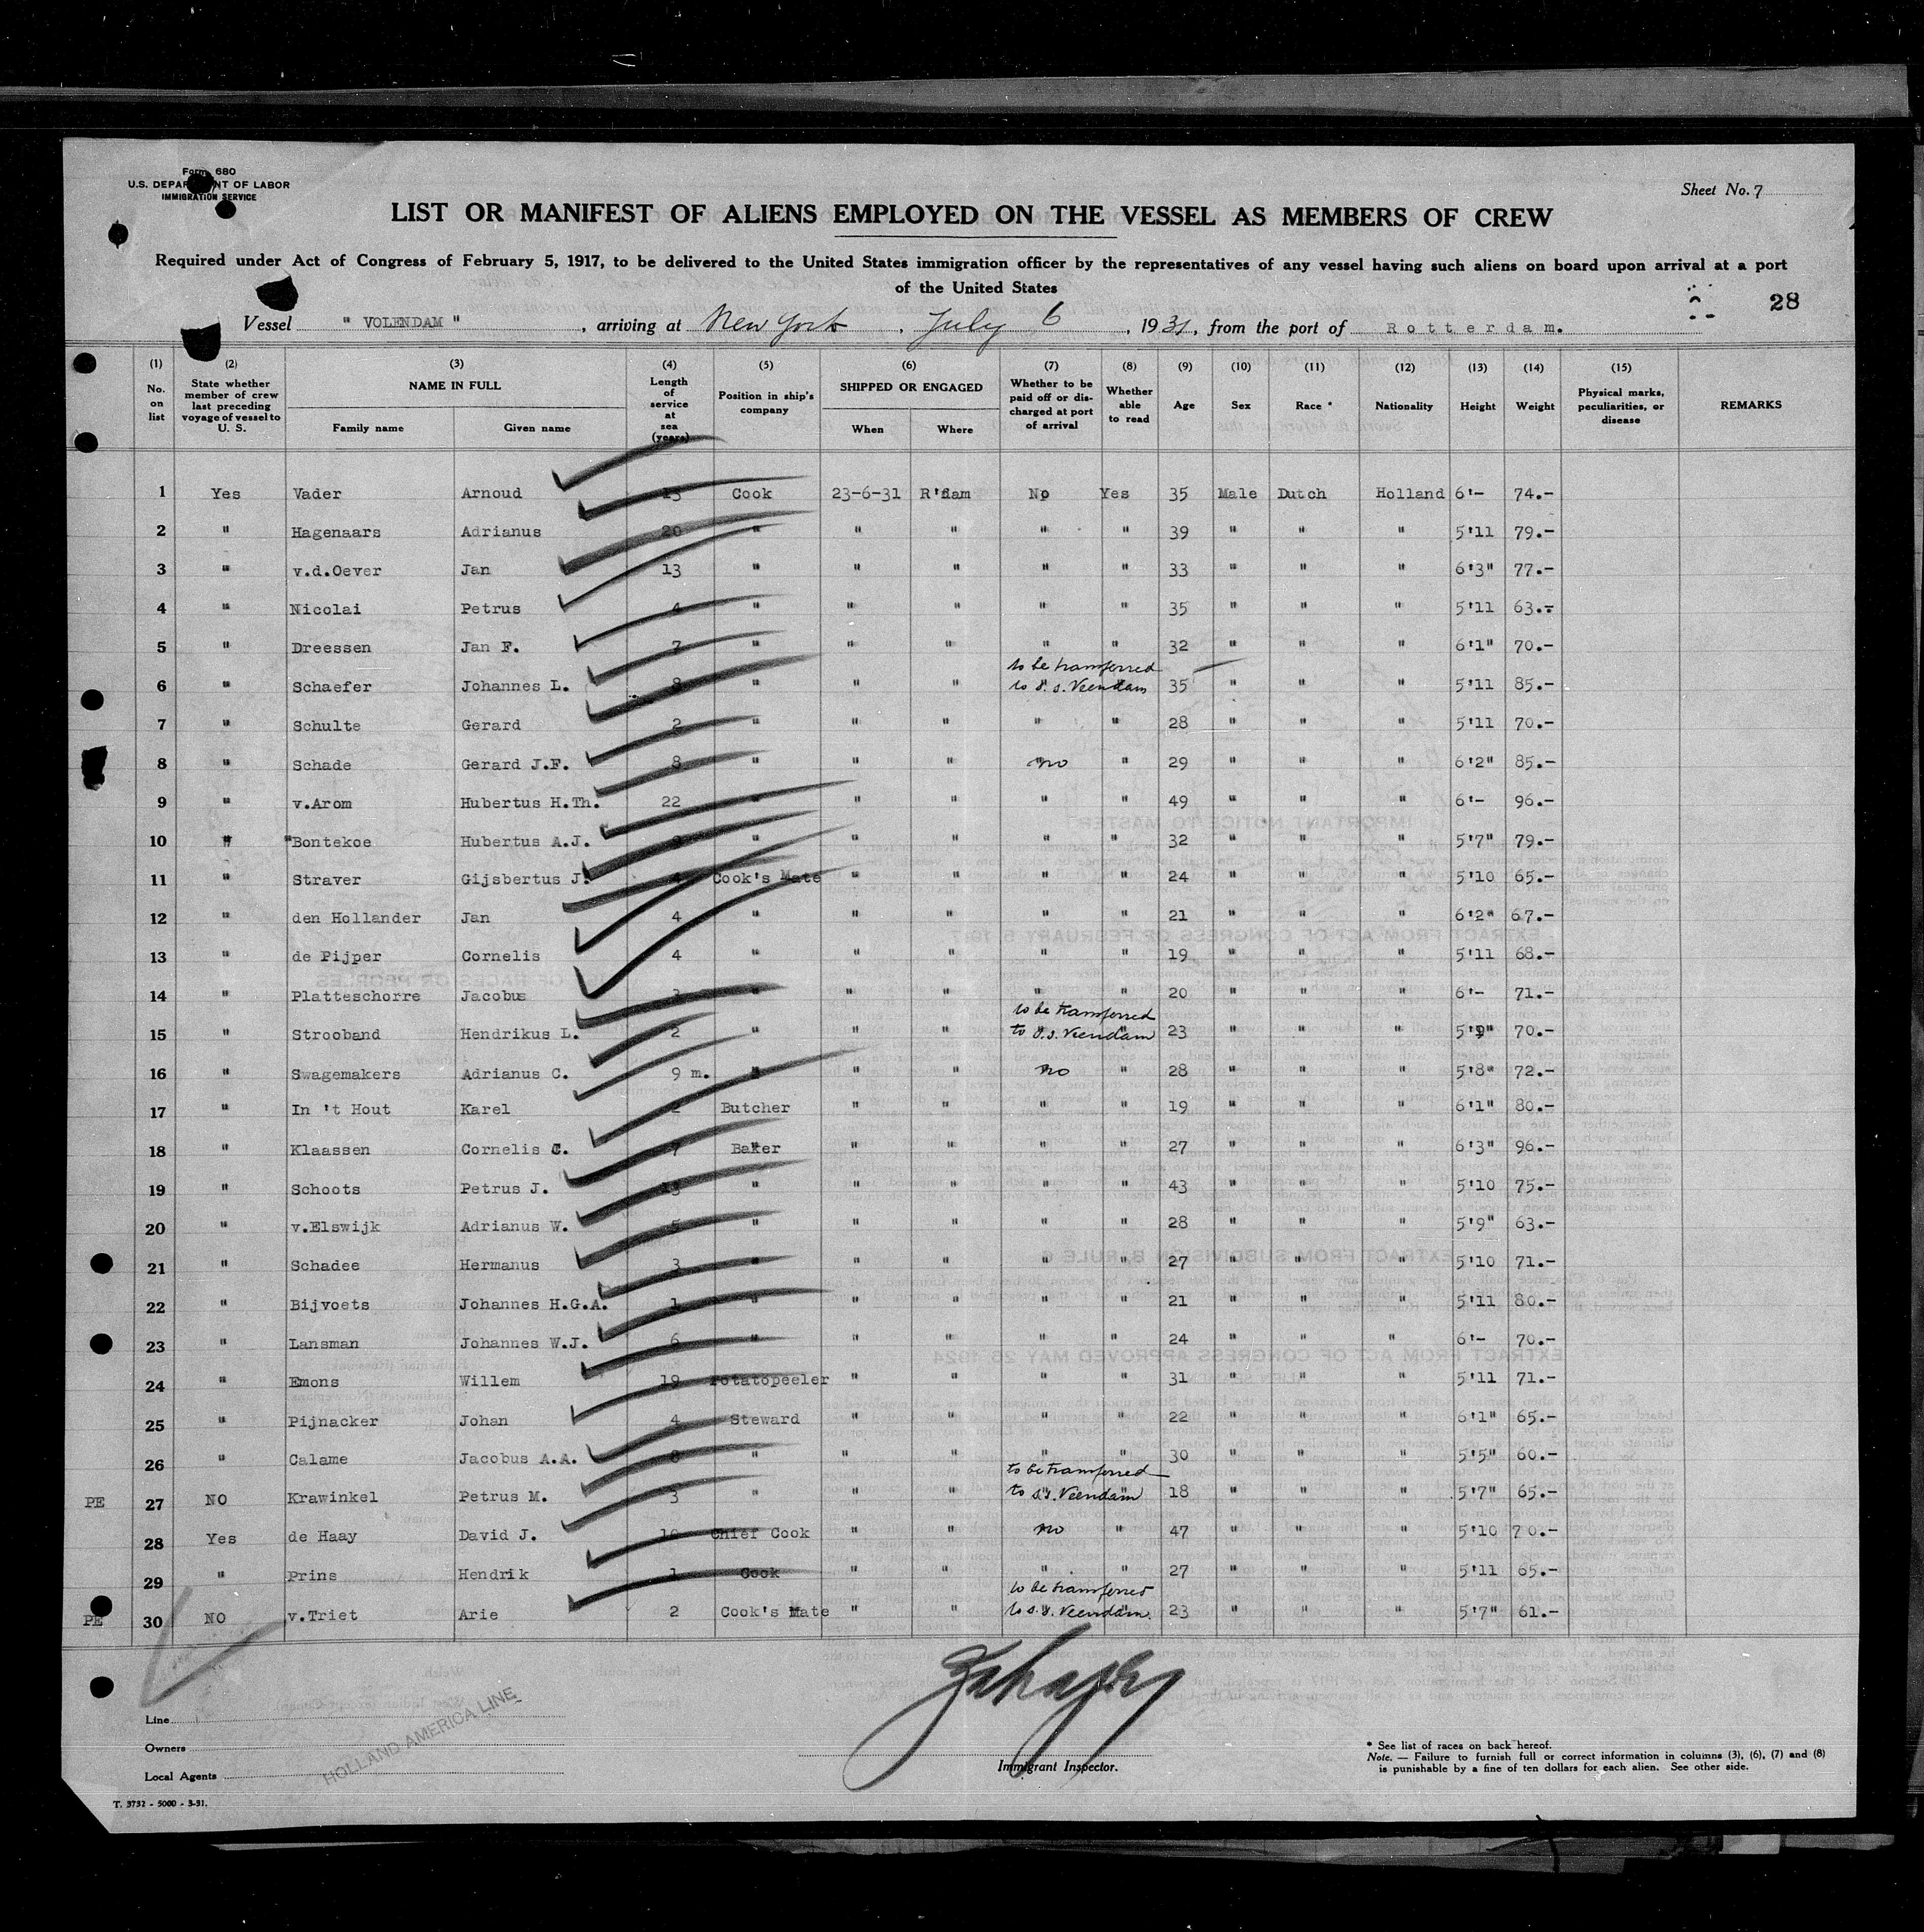 Form 680
U.S. DEPARTMENT OF LABOR
IMMIGRATION SERVICE
Sheet No. 7
LIST OR MANIFEST OF ALIENS EMPLOYED ON THE VESSEL AS MEMBERS OF CREW
Required under Act of Congress of February 5, 1917, to be delivered to the United States immigration officer by the representatives of any vessel having such aliens on board upon arrival at a port
of the United States
28
Vessel " VOLENDAM " , arriving at New York , July 6 , 1931, from the port of Rotterdam.
(1) No. on list (2) State whether member of crew last preceding voyage of vessel to U. S. (3) NAME IN FULL Family name Given name (4) Length of service at sea (years) (5) Position in ship's company (6) SHIPPED OR ENGAGED When Where (7) Whether to be paid off or discharged at port of arrival (8) Whether able to read (9) Age (10) Sex (11) Race * (12) Nationality (13) Height (14) Weight (15) Physical marks, peculiarities, or disease REMARKS
1 Yes Vader Arnoud 13 Cook 23-6-31 R'dam No Yes 35 Male Dutch Holland 6'- 74.-
2 " Hagenaars Adrianus 20 " " " " " 39 " " " 5'11 79.-
3 " v.d.Oever Jan 13 " " " " " 33 " " " 6'3" 77.-
4 " Nicolai Petrus 4 " " " " " 35 " " " 5'11 63.-
5 " Dreessen Jan F. 7 " " " " " 32 " " " 6'1" 70.-
6 " Schaefer Johannes L. 8 " " " to be transferred to s.s. Veendam " 35 " " " 5'11 85.-
7 " Schulte Gerard 2 " " " " " 28 " " " 5'11 70.-
8 " Schade Gerard J.F. 8 " " " no " 29 " " " 6'2" 85.-
9 " v.Arom Hubertus H.Th. 22 " " " " " 49 " " " 6'- 96.-
10 " "Bontekoe Hubertus A.J. " " " " " 32 " " " 5'7" 79.-
11 " Straver Gijsbertus J. 4 Cook's Mate " " " " 24 " " " 5'10 65.-
12 " den Hollander Jan 4 " " " " " 21 " " " 6'2" 67.-
13 " de Pijper Cornelis 4 " " " " " 19 " " " 5'11 68.-
14 " Platteschorre Jacobus 3 " " " " " 20 " " " 6'- 71.-
15 " Strooband Hendrikus L. 2 " " " to be transferred to s.s. Veendam " 23 " " " 5'9" 70.-
16 " Swagemakers Adrianus C. 9 m. " " " no " 28 " " " 5'8" 72.-
17 " In 't Hout Karel 2 Butcher " " " " 19 " " " 6'1" 80.-
18 " Klaassen Cornelis C. 7 Baker " " " " 27 " " " 6'3" 96.-
19 " Schoots Petrus J. 13 " " " " " 43 " " " 5'10 75.-
20 " v.Elswijk Adrianus W. 5 " " " " " 28 " " " 5'9" 63.-
21 " Schadee Hermanus 3 " " " " " 27 " " " 5'10 71.-
22 " Bijvoets Johannes H.G.A. 1 " " " " " 21 " " " 5'11 80.-
23 " Lansman Johannes W.J. 6 " " " " " 24 " " " 6'- 70.-
24 " Emons Willem 19 Potatopeeler " " " " 31 " " " 5'11 71.-
25 " Pijnacker Johan 4 Steward " " " " 22 " " " 6'1" 65.-
26 " Calame Jacobus A.A. " " " " " 30 " " " 5'5" 60.-
PE 27 NO Krawinkel Petrus M. 3 " " " to be transferred to s.s. Veendam " 18 " " " 5'7" 65.-
28 Yes de Haay David J. Chief Cook " " no " 47 " " " 5'10 70.-
29 " Prins Hendrik 1 Cook " " " " 27 " " " 5'11 65.-
PE 30 NO v.Triet Arie 2 Cook's Mate " " to be transferred to s.s. Veendam. " 23 " " " 5'7" 61.-
Line
Owners
Local Agents
HOLLAND AMERICA LINE
Immigrant Inspector.
* See list of races on back hereof.
Note. — Failure to furnish full or correct information in columns (3), (6), (7) and (8)
is punishable by a fine of ten dollars for each alien. See other side.
T. 3732 - 5000 - 3-31.